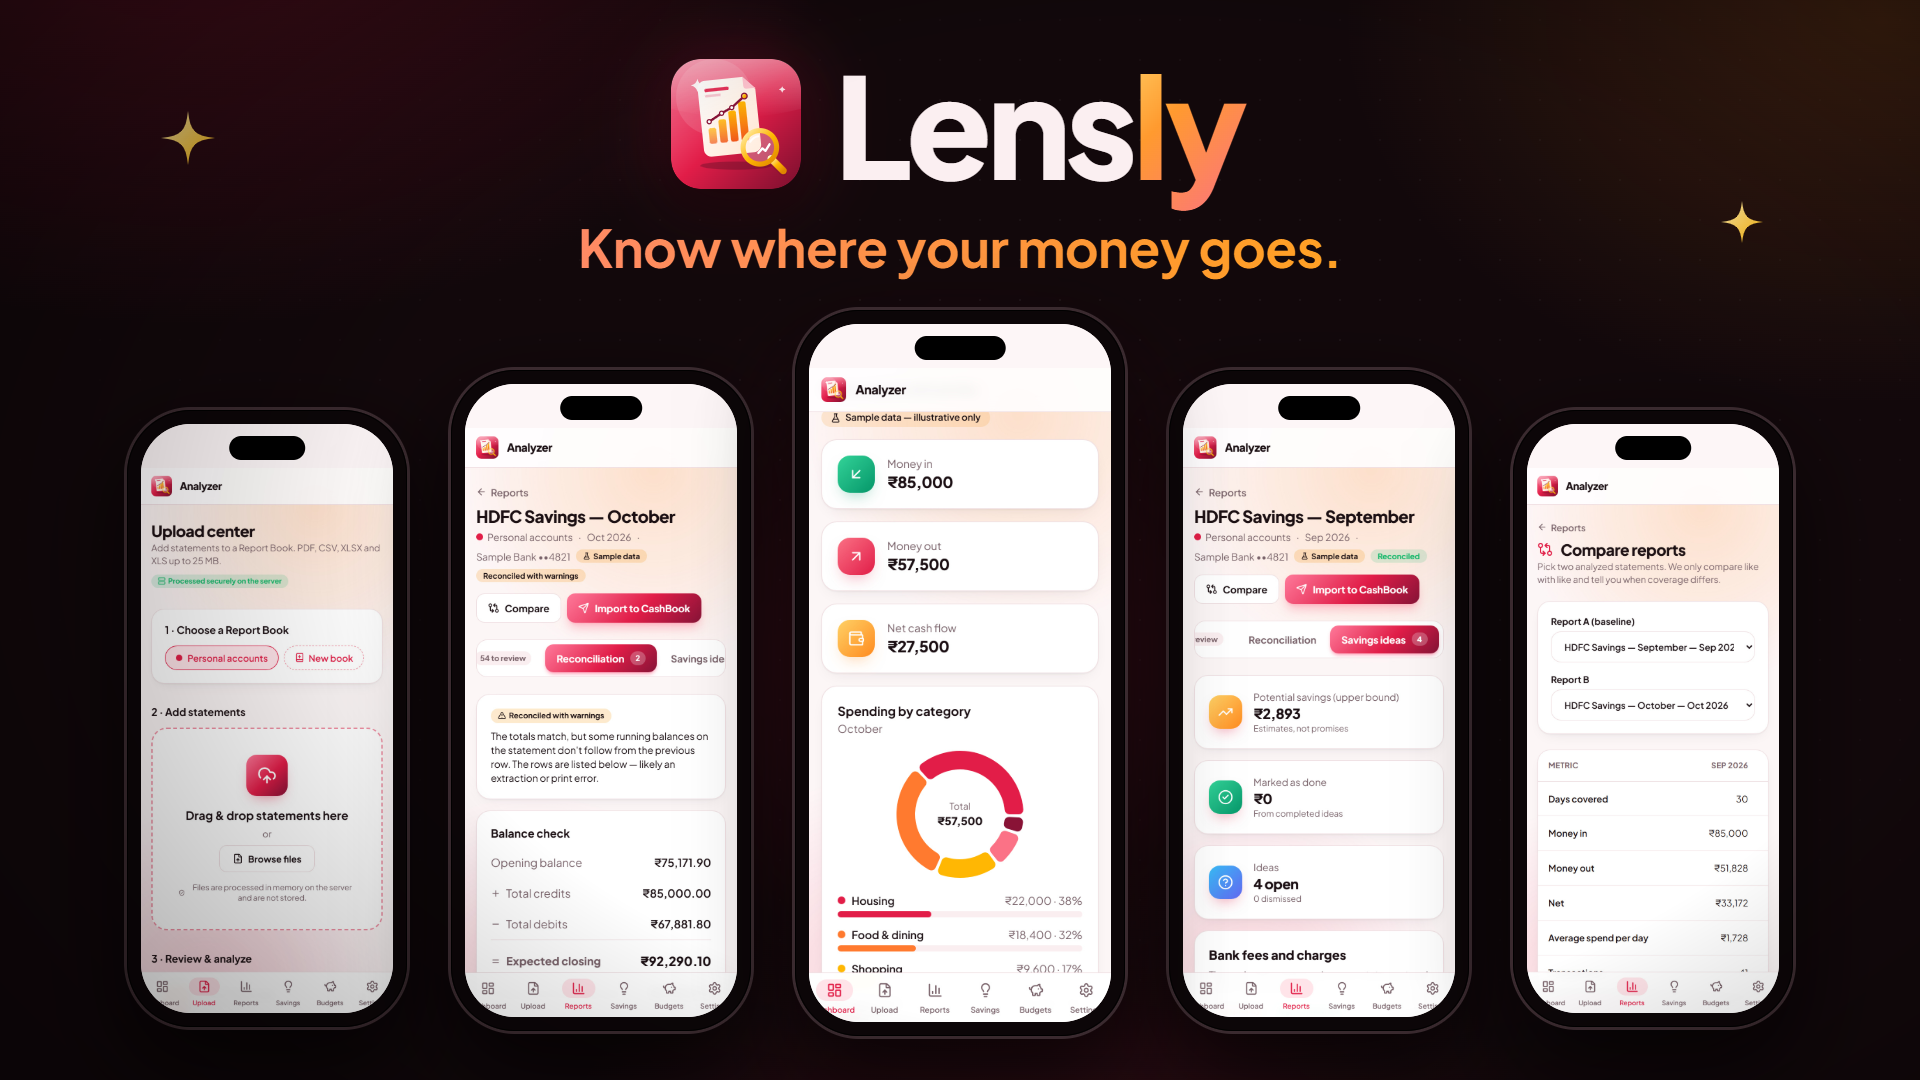 Lensly
Know where your money goes.
Analyzer
Upload center
Add statements to a Report Book. PDF, CSV, XLSX and
XLS up to 25 MB.
Processed securely on the server
1 · Choose a Report Book
Personal accounts
New book
2 · Add statements
Drag & drop statements here
or
Browse files
Files are processed in memory on the server
and are not stored.
3 · Review & analyze
Upload
Reports
Savings
Budgets
Analyzer
Reports
HDFC Savings — October
Personal accounts · Oct 2026 ·
Sample Bank ••4821 Sample data
Reconciled with warnings
Compare
Import to CashBook
54 to review
Reconciliation 2
Savings ide
Reconciled with warnings
The totals match, but some running balances on
the statement don't follow from the previous
row. The rows are listed below — likely an
extraction or print error.
Balance check
Opening balance ₹75,171.90
+ Total credits ₹85,000.00
− Total debits ₹67,881.80
= Expected closing ₹92,290.10
Upload
Reports
Savings
Budgets
Analyzer
Sample data — illustrative only
Money in
₹85,000
Money out
₹57,500
Net cash flow
₹27,500
Spending by category
October
Total
₹57,500
Housing ₹22,000 · 38%
Food & dining ₹18,400 · 32%
Shopping ₹9,600 · 17%
Upload
Reports
Savings
Budgets
Analyzer
Reports
HDFC Savings — September
Personal accounts · Sep 2026 ·
Sample Bank ••4821 Sample data Reconciled
Compare
Import to CashBook
eview
Reconciliation
Savings ideas 4
Potential savings (upper bound)
₹2,893
Estimates, not promises
Marked as done
₹0
From completed ideas
Ideas
4 open
0 dismissed
Bank fees and charges
Upload
Reports
Savings
Budgets
Analyzer
Reports
Compare reports
Pick two analyzed statements. We only compare like
with like and tell you when coverage differs.
Report A (baseline)
HDFC Savings — September — Sep 202
Report B
HDFC Savings — October — Oct 2026
METRIC SEP 2026
Days covered 30
Money in ₹85,000
Money out ₹51,828
Net ₹33,172
Average spend per day ₹1,728
Upload
Reports
Savings
Budgets